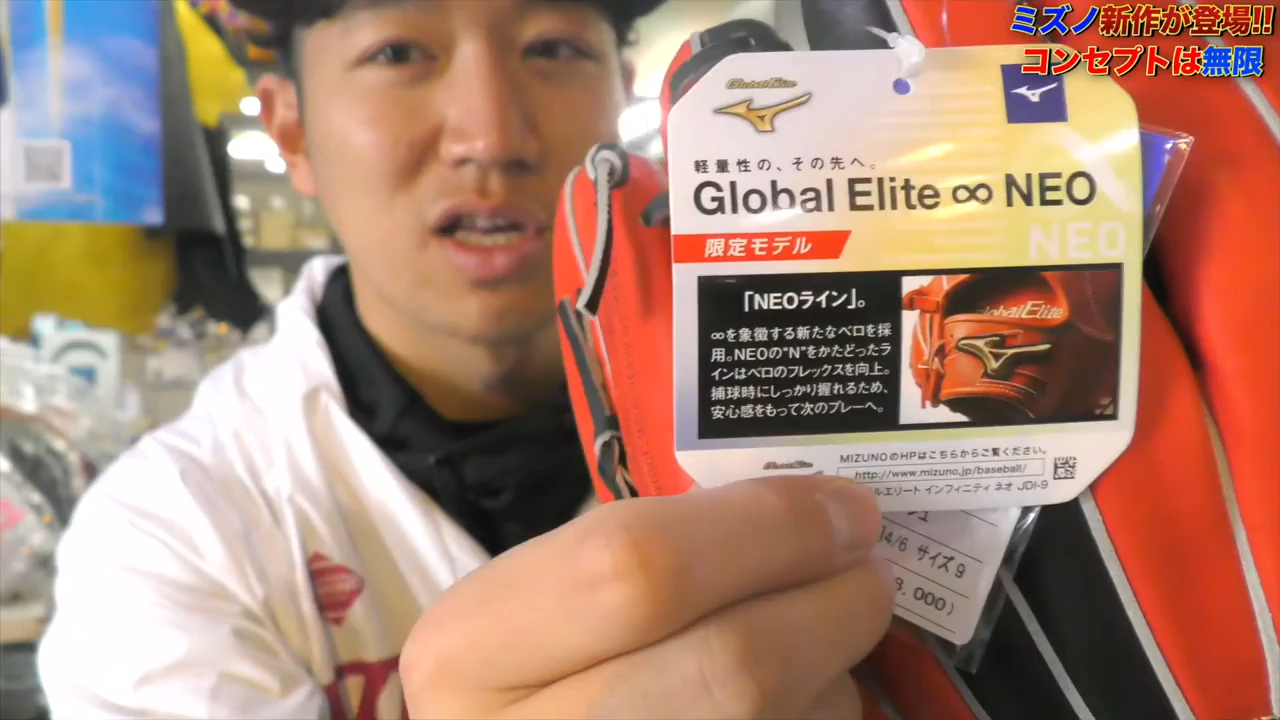 ミズノ新作が登場!!
コンセプトは無限
Global Elite
軽量性の、その先へ。
Global Elite ∞ NEO
NEO
限定モデル
「NEOライン」。
∞を象徴する新たなベロを採
用。NEOの“N”をかたどったラ
インはベロのフレックスを向上。
捕球時にしっかり握れるため、
安心感をもって次のプレーへ。
GlobalElite
MIZUNOのHPはこちらからご覧ください。
http://www.mizuno.jp/baseball/
ルエリート インフィニティ ネオ JDI-9
4/6 サイズ9
8,000)